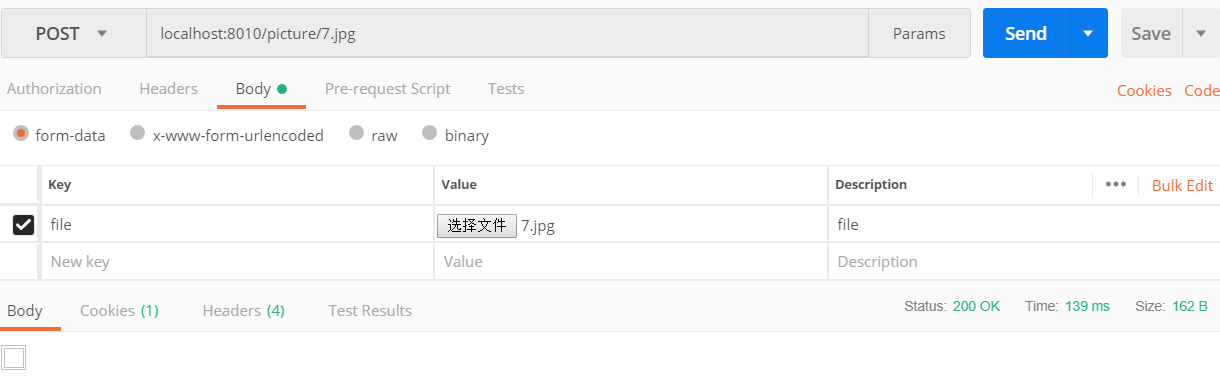 POST localhost:8010/picture/7.jpg Params Send Save
Authorization Headers Body Pre-request Script Tests Cookies Code
form-data x-www-form-urlencoded raw binary
Key Value Description ••• Bulk Edit
file 选择文件 7.jpg file
New key Value Description
Body Cookies (1) Headers (4) Test Results Status: 200 OK Time: 139 ms Size: 162 B